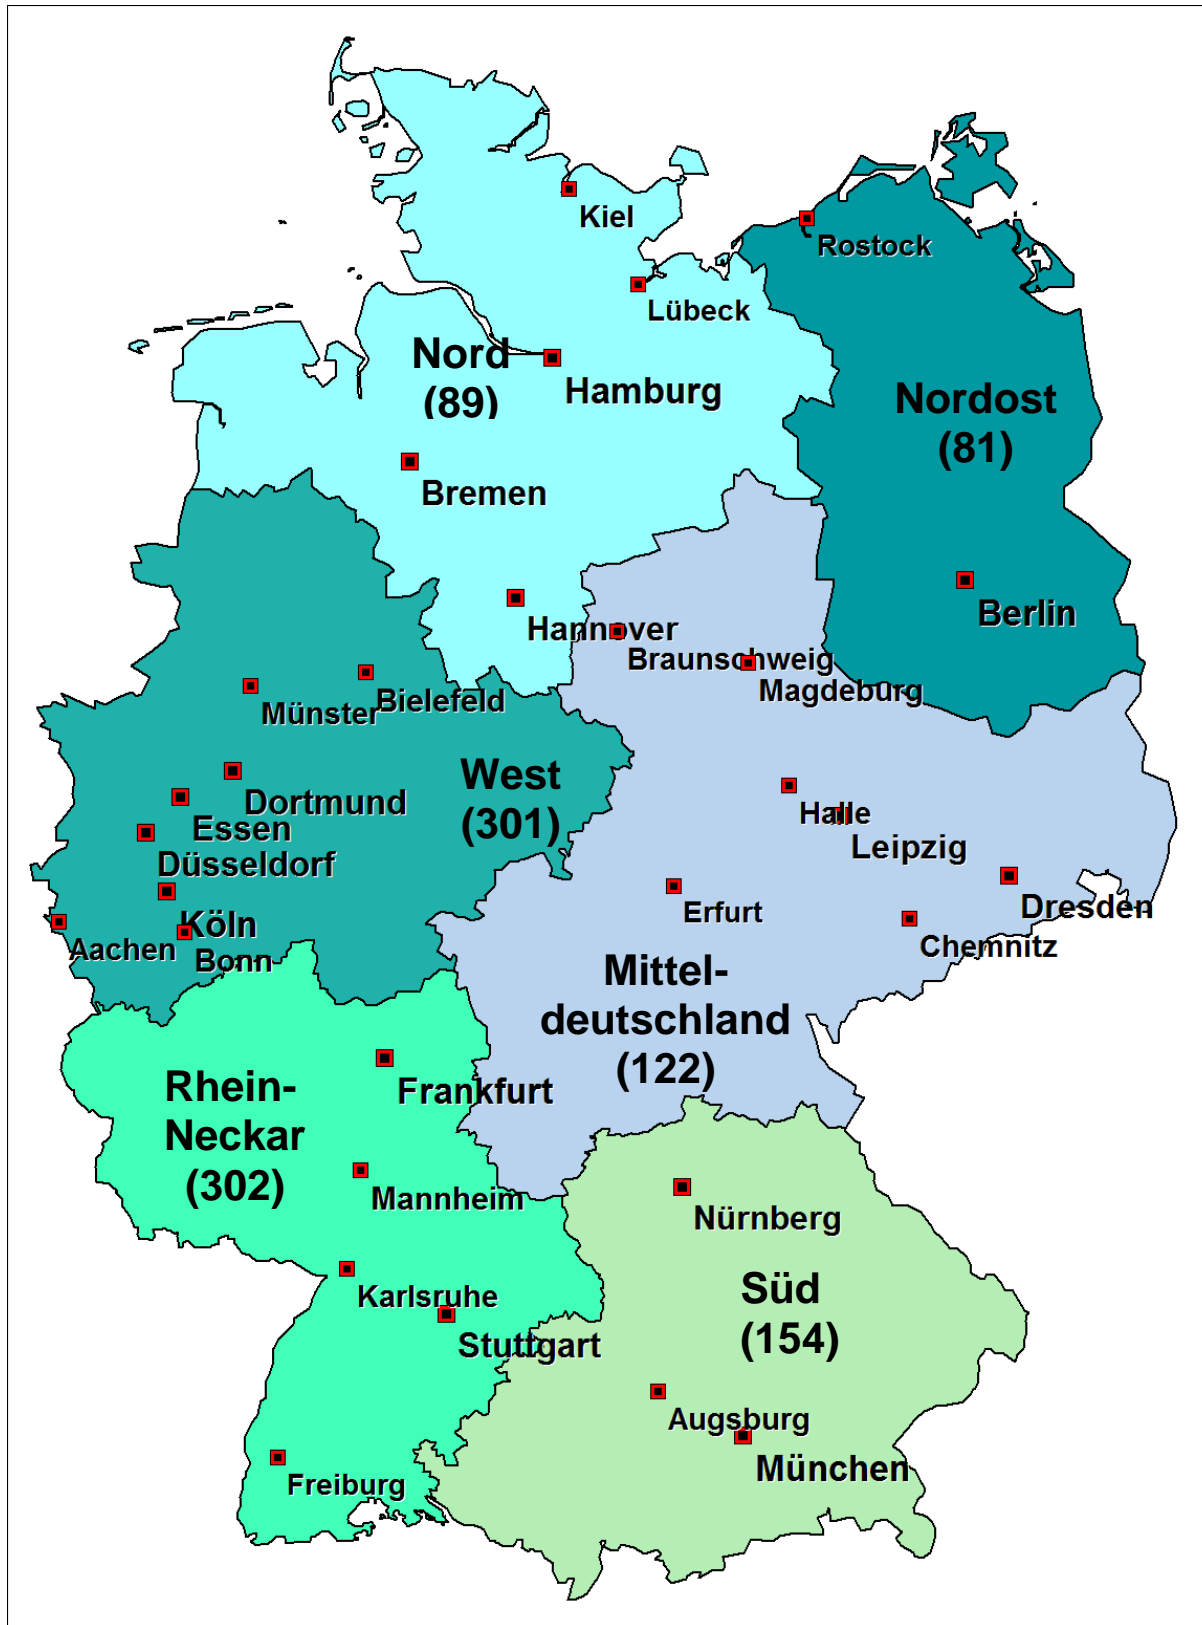 Kiel
Rostock
Lübeck
Nord
(89)
Hamburg
Nordost
(81)
Bremen
Berlin
Hannover
Braunschweig
Magdeburg
Bielefeld
Münster
West
(301)
Dortmund
Essen
Düsseldorf
Halle
Leipzig
Köln
Aachen
Bonn
Erfurt
Dresden
Chemnitz
Mittel-
deutschland
(122)
Rhein-
Neckar
(302)
Frankfurt
Mannheim
Nürnberg
Karlsruhe
Stuttgart
Süd
(154)
Augsburg
München
Freiburg